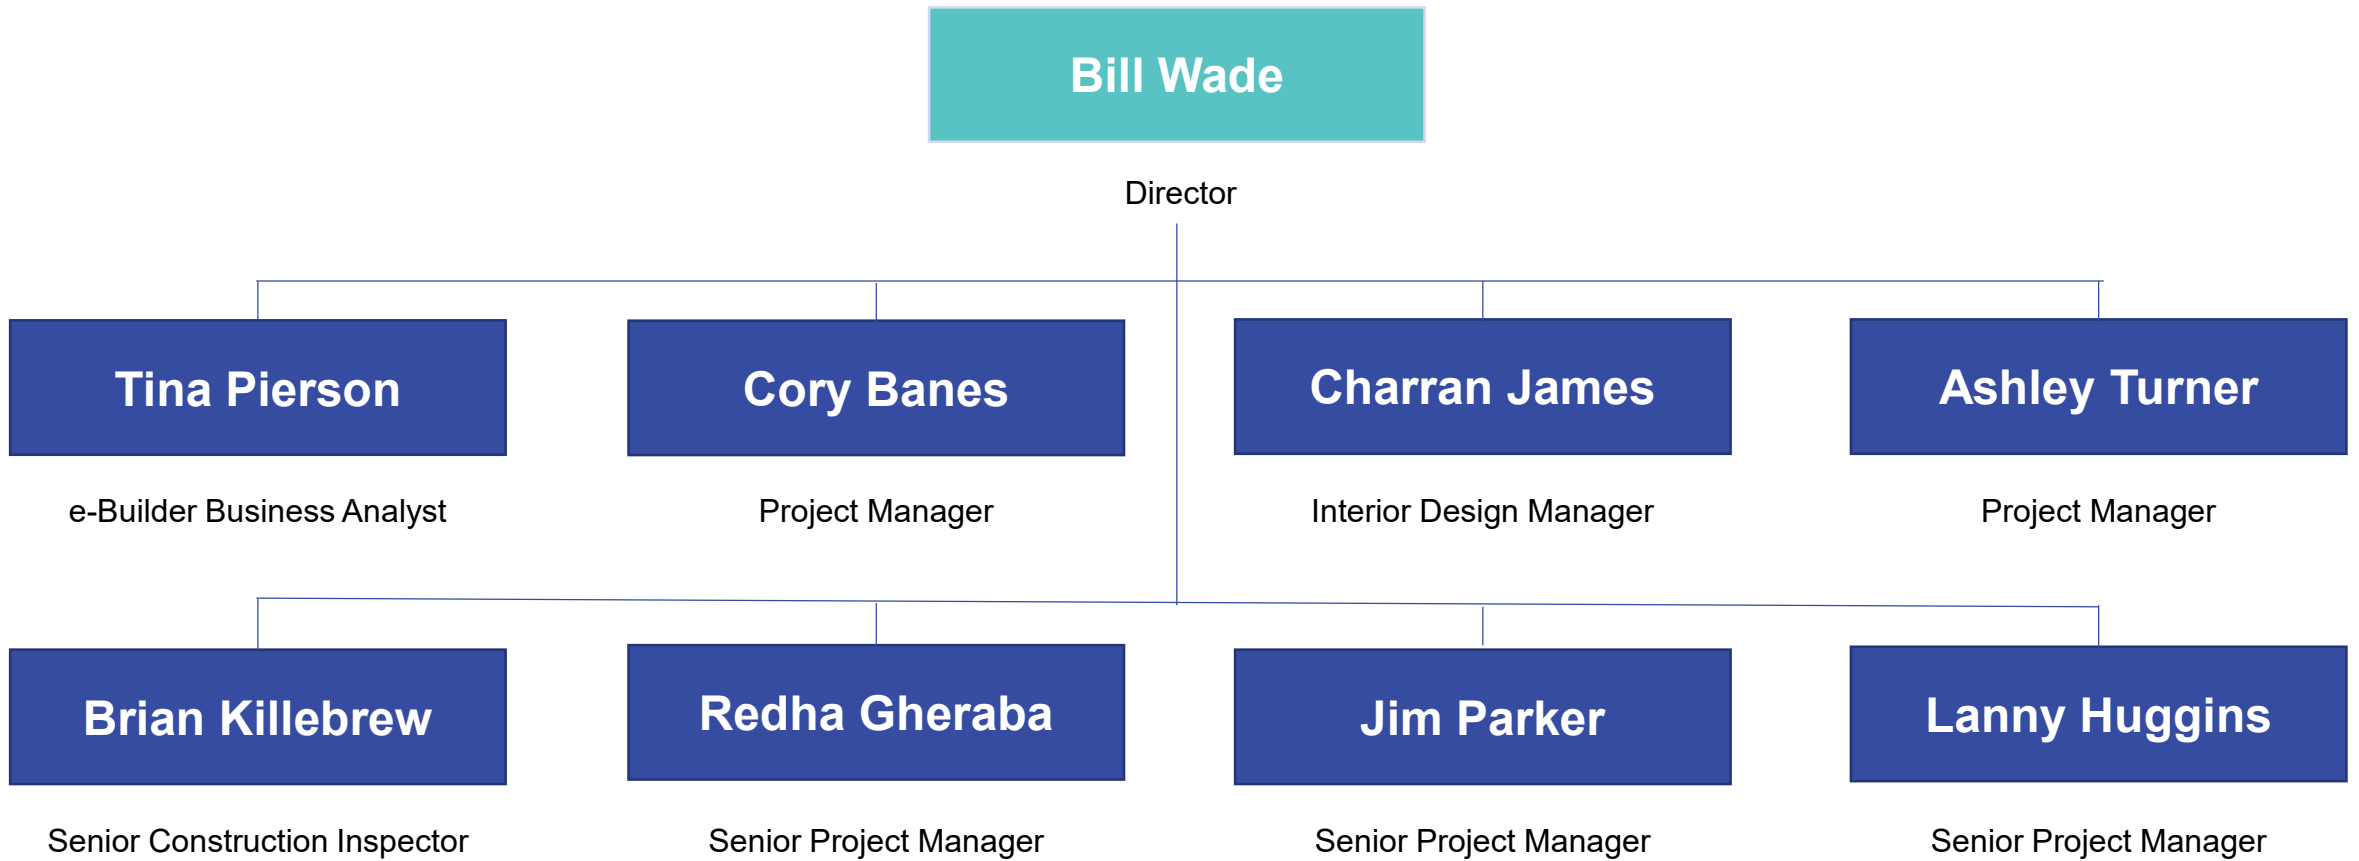 Bill Wade
Director
Tina Pierson
Cory Banes
Charran James
Ashley Turner
e-Builder Business Analyst
Project Manager
Interior Design Manager
Project Manager
Brian Killebrew
Redha Gheraba
Jim Parker
Lanny Huggins
Senior Construction Inspector
Senior Project Manager
Senior Project Manager
Senior Project Manager